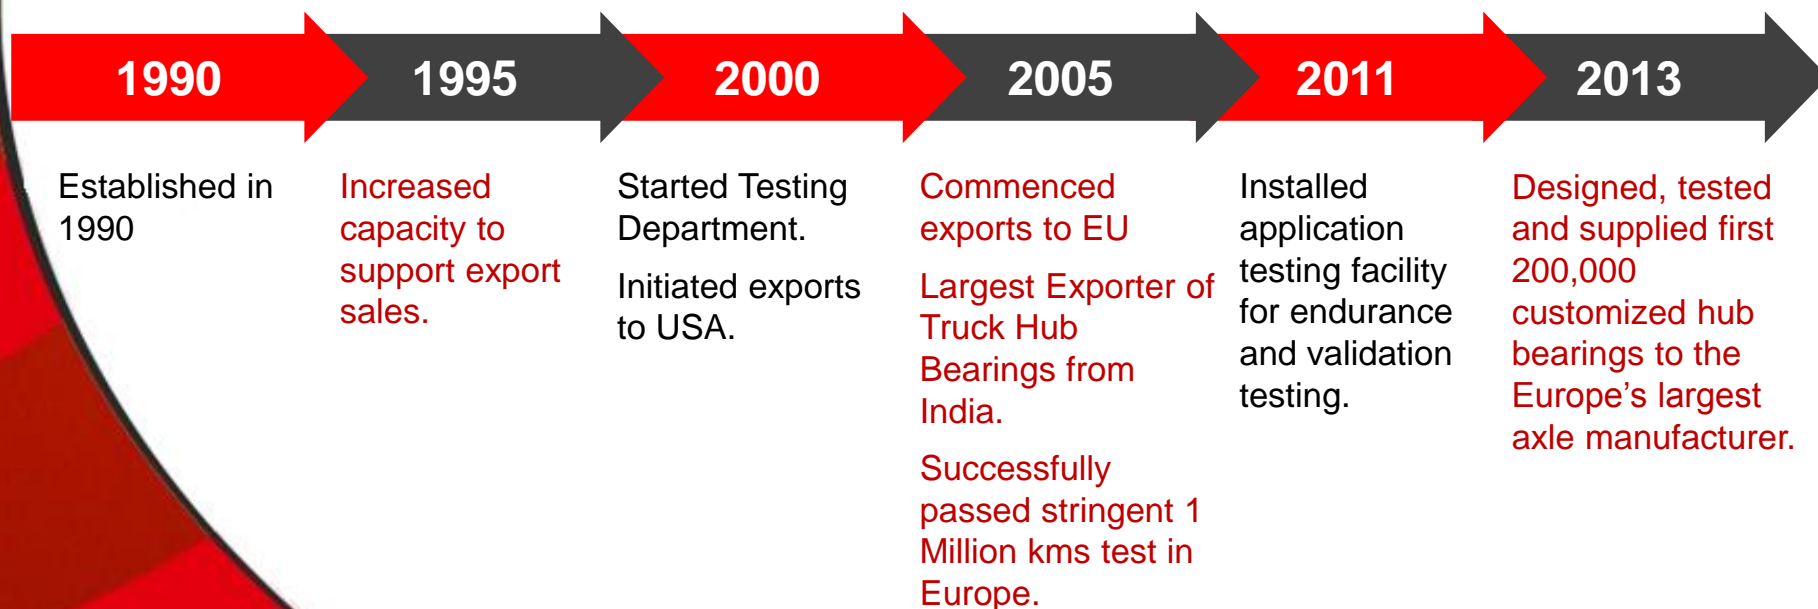 1990
1995
2000
2005
2011
2013
Established in
1990
Increased
capacity to
support export
sales.
Started Testing
Department.
Initiated exports
to USA.
Commenced
exports to EU
Largest Exporter of
Truck Hub
Bearings from
India.
Successfully
passed stringent 1
Million kms test in
Europe.
Installed
application
testing facility
for endurance
and validation
testing.
Designed, tested
and supplied first
200,000
customized hub
bearings to the
Europe’s largest
axle manufacturer.